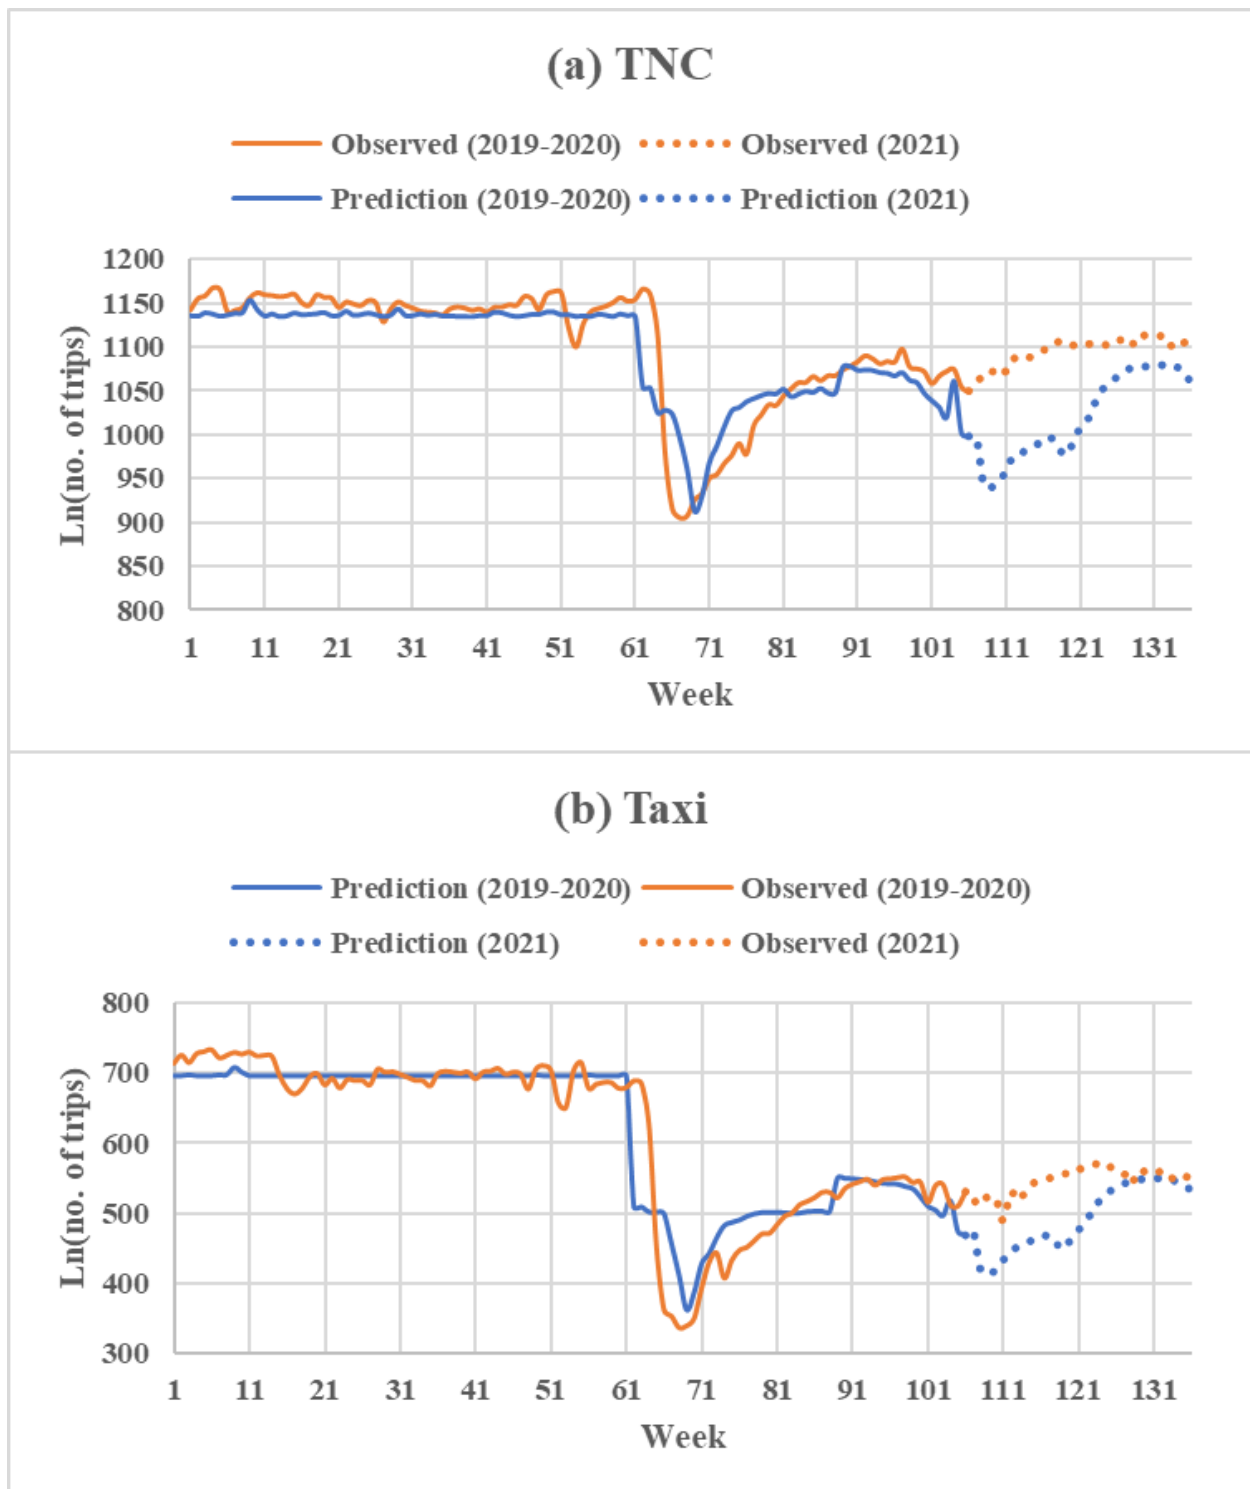 (a) TNC
Observed (2019-2020) Observed (2021)
Prediction (2019-2020) Prediction (2021)
1200
1150
1100
1050
1000
950
900
850
800
Ln(no. of trips)
1 11 21 31 41 51 61 71 81 91 101 111 121 131
Week
(b) Taxi
Prediction (2019-2020) Observed (2019-2020)
Prediction (2021) Observed (2021)
800
700
600
500
400
300
Ln(no. of trips)
1 11 21 31 41 51 61 71 81 91 101 111 121 131
Week